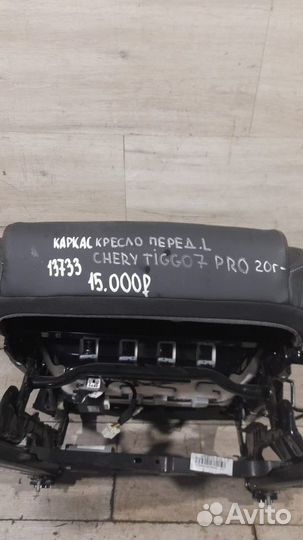 КАРКАС КРЕСЛО ПЕРЕД.L
13733 CHERY TIGGO7 PRO 20г-
15.000₽
Avito